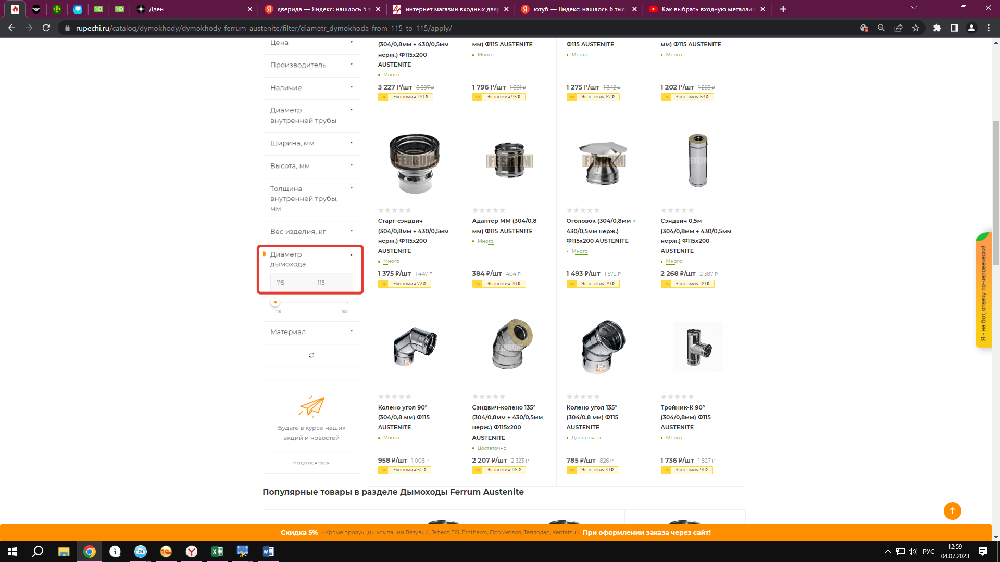 Дзен
дверида — Яндекс: нашлось 5 т
интернет магазин входных двер
ютуб — Яндекс: нашлось 6 тыс.
Как выбрать входную металлич
rupechi.ru/catalog/dymokhody/dymokhody-ferrum-austenite/filter/diametr_dymokhoda-from-115-to-115/apply/
Цена
Производитель
Наличие
Диаметр
внутренней трубы
Ширина, мм
Высота, мм
Толщина
внутренней трубы,
мм
Вес изделия, кг
Диаметр
дымохода
115 115
115 150
Материал
Будьте в курсе наших
акций и новостей
ПОДПИСАТЬСЯ
(304/0,8мм + 430/0,5мм
нерж.) Ф115х200
AUSTENITE
Много
3 227 ₽/шт 3 397 ₽
-5% Экономия 170 ₽
мм) Ф115 AUSTENITE
Много
1 796 ₽/шт 1 891 ₽
-5% Экономия 95 ₽
Ф115 AUSTENITE
Много
1 275 ₽/шт 1 342 ₽
-5% Экономия 67 ₽
мм) Ф115 AUSTENITE
Много
1 202 ₽/шт 1 265 ₽
-5% Экономия 63 ₽
FERRUM
Старт-сэндвич
(304/0,8мм + 430/0,5мм
нерж.) Ф115х200
AUSTENITE
Много
1 375 ₽/шт 1 447 ₽
-5% Экономия 72 ₽
FERRUM
Адаптер ММ (304/0,8
мм) Ф115 AUSTENITE
Много
384 ₽/шт 404 ₽
-5% Экономия 20 ₽
FERRUM
Оголовок (304/0,8мм +
430/0,5мм нерж.)
Ф115х200 AUSTENITE
Много
1 493 ₽/шт 1 572 ₽
-5% Экономия 79 ₽
FERRUM
Сэндвич 0,5м
(304/0,8мм + 430/0,5мм
нерж.) Ф115х200
AUSTENITE
Много
2 268 ₽/шт 2 387 ₽
-5% Экономия 119 ₽
Колено угол 90°
(304/0,8 мм) Ф115
AUSTENITE
Много
958 ₽/шт 1 008 ₽
-5% Экономия 50 ₽
FERRUM
Сэндвич-колено 135°
(304/0,8мм + 430/0,5мм
нерж.) Ф115х200
AUSTENITE
Достаточно
2 207 ₽/шт 2 323 ₽
-5% Экономия 116 ₽
Колено угол 135°
(304/0,8 мм) Ф115
AUSTENITE
Достаточно
785 ₽/шт 826 ₽
-5% Экономия 41 ₽
Тройник-К 90°
(304/0,8мм) Ф115
AUSTENITE
Много
1 736 ₽/шт 1 827 ₽
-5% Экономия 91 ₽
Я - не бот, отвечу по-человечески!
Популярные товары в разделе Дымоходы Ferrum Austenite
Скидка 5% ( Кроме продукции компаний Везувий, Гефест, TIS, Protherm, ПроМеталл, Теплодар, Kentatsu.) При оформлении заказа через сайт!
24
РУС
12:59
04.07.2023